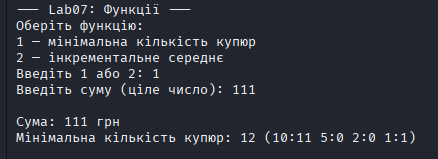 --- Lab07: Функції ---
Оберіть функцію:
1 — мінімальна кількість купюр
2 — інкрементальне середнє
Введіть 1 або 2: 1
Введіть суму (ціле число): 111
Сума: 111 грн
Мінімальна кількість купюр: 12 (10:11 5:0 2:0 1:1)